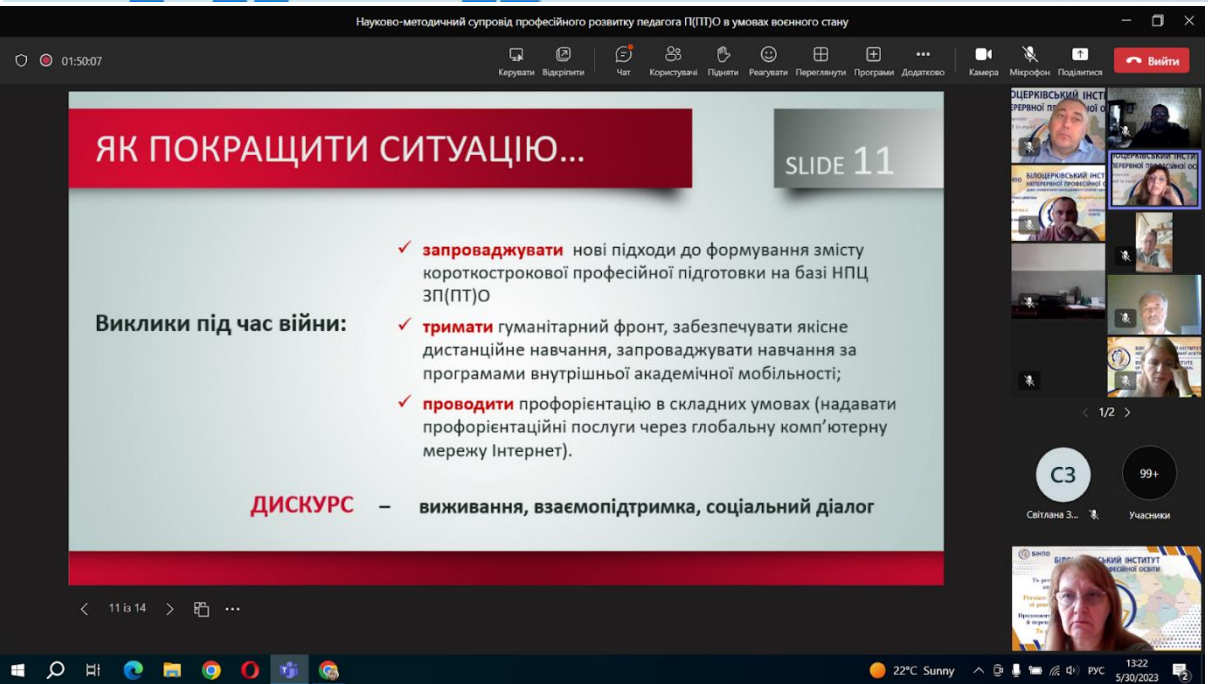 Науково-методичний супровід професійного розвитку педагога П(ПТ)О в умовах воєнного стану
01:50:07
Керувати Відкріпити Чат Користувачі Підняти Реагувати Переглянути Програми Додатково Камера Мікрофон Поділитися Вийти
ЯК ПОКРАЩИТИ СИТУАЦІЮ...
SLIDE 11
Виклики під час війни:
✓ запроваджувати нові підходи до формування змісту
короткострокової професійної підготовки на базі НПЦ
ЗП(ПТ)О
✓ тримати гуманітарний фронт, забезпечувати якісне
дистанційне навчання, запроваджувати навчання за
програмами внутрішньої академічної мобільності;
✓ проводити профорієнтацію в складних умовах (надавати
профорієнтаційні послуги через глобальну комп’ютерну
мережу Інтернет).
ДИСКУРС – виживання, взаємопідтримка, соціальний діалог
11 із 14
БІЛОЦЕРКІВСЬКИЙ ІНСТ
1/2
СЗ
99+
Світлана З...
Учасники
БІНПО
22°C Sunny
РУС
13:22
5/30/2023
2